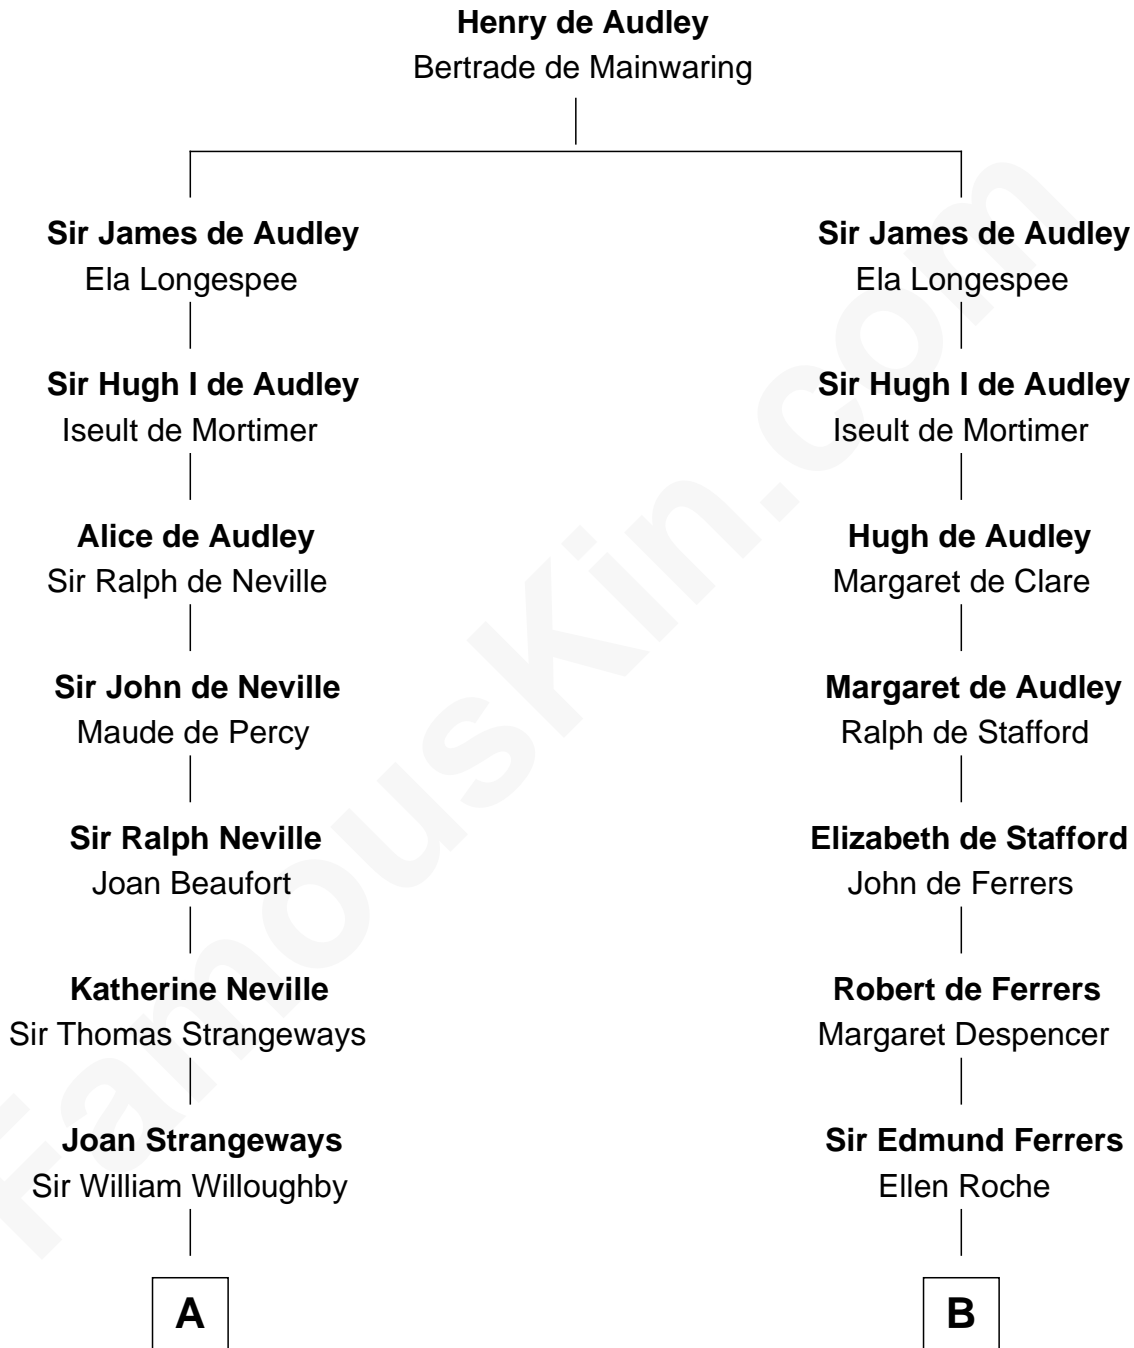 Henry de Audley
Bertrade de Mainwaring
Sir James de Audley
Ela Longespee
Sir James de Audley
Ela Longespee
Sir Hugh I de Audley
Iseult de Mortimer
Sir Hugh I de Audley
Iseult de Mortimer
Alice de Audley
Sir Ralph de Neville
Hugh de Audley
Margaret de Clare
Sir John de Neville
Maude de Percy
Margaret de Audley
Ralph de Stafford
Sir Ralph Neville
Joan Beaufort
Elizabeth de Stafford
John de Ferrers
Katherine Neville
Sir Thomas Strangeways
Robert de Ferrers
Margaret Despencer
Joan Strangeways
Sir William Willoughby
Sir Edmund Ferrers
Ellen Roche
A
B
FamousKin.com